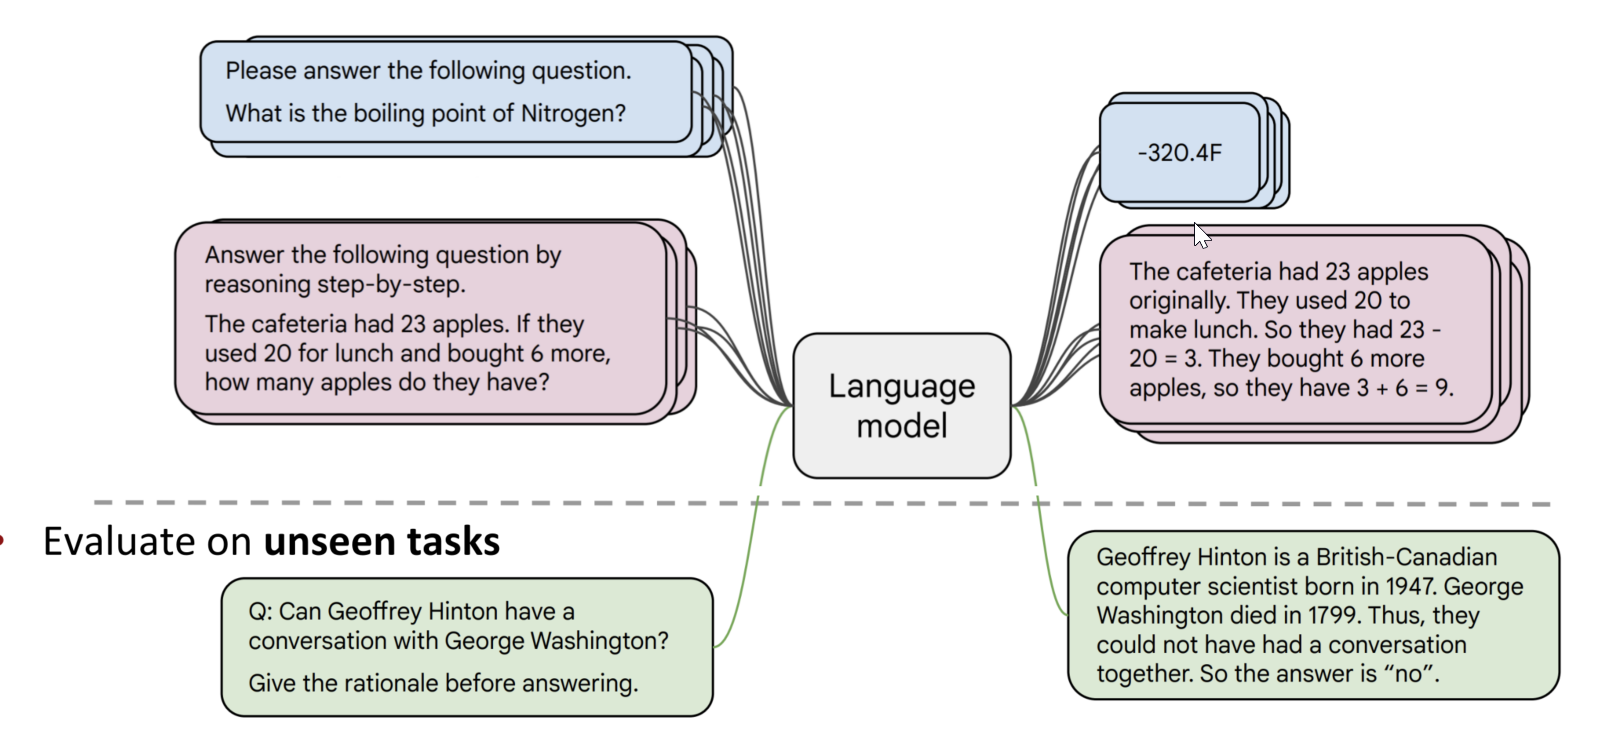 Please answer the following question.
What is the boiling point of Nitrogen?
-320.4F
Answer the following question by
reasoning step-by-step.
The cafeteria had 23 apples. If they
used 20 for lunch and bought 6 more,
how many apples do they have?
The cafeteria had 23 apples
originally. They used 20 to
make lunch. So they had 23 -
20 = 3. They bought 6 more
apples, so they have 3 + 6 = 9.
Language
model
• Evaluate on unseen tasks
Q: Can Geoffrey Hinton have a
conversation with George Washington?
Give the rationale before answering.
Geoffrey Hinton is a British-Canadian
computer scientist born in 1947. George
Washington died in 1799. Thus, they
could not have had a conversation
together. So the answer is “no”.